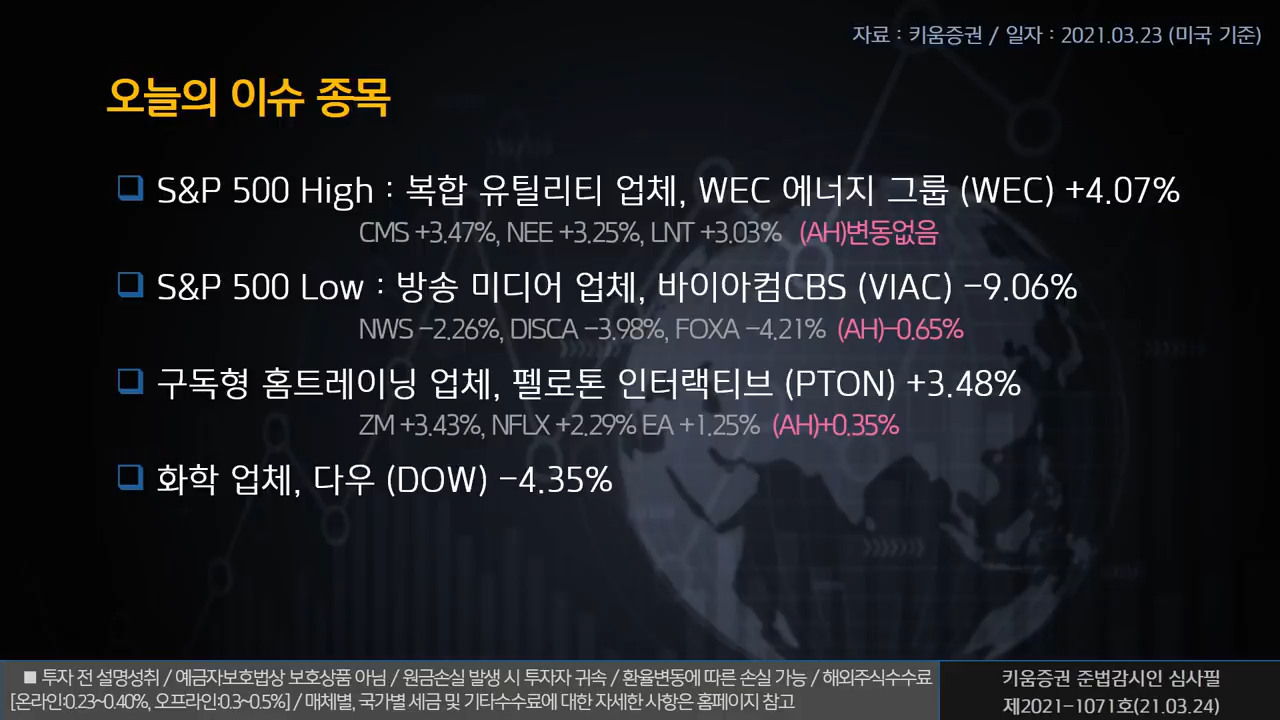 자료 : 키움증권 / 일자 : 2021.03.23 (미국 기준)
오늘의 이슈 종목
S&P 500 High : 복합 유틸리티 업체, WEC 에너지 그룹 (WEC) +4.07%
CMS +3.47%, NEE +3.25%, LNT +3.03% (AH)변동없음
S&P 500 Low : 방송 미디어 업체, 바이아컴CBS (VIAC) -9.06%
NWS -2.26%, DISCA -3.98%, FOXA -4.21% (AH)-0.65%
구독형 홈트레이닝 업체, 펠로톤 인터랙티브 (PTON) +3.48%
ZM +3.43%, NFLX +2.29% EA +1.25% (AH)+0.35%
화학 업체, 다우 (DOW) -4.35%
■ 투자 전 설명성취 / 예금자보호법상 보호상품 아님 / 원금손실 발생 시 투자자 귀속 / 환율변동에 따른 손실 가능 / 해외주식수수료
[온라인:0.23~0.40%, 오프라인:0.3~0.5%] / 매체별, 국가별 세금 및 기타수수료에 대한 자세한 사항은 홈페이지 참고
키움증권 준법감시인 심사필
제2021-1071호(21.03.24)